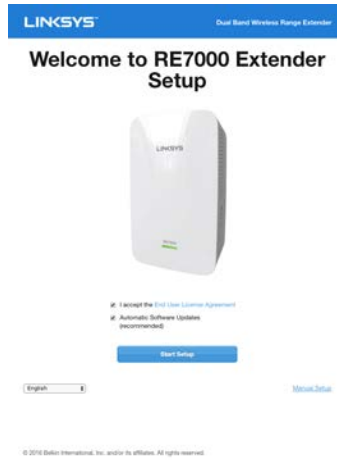 LINKSYS
Dual Band Wireless Range Extender
Welcome to RE7000 Extender
Setup
LINKSYS
I accept the End User License Agreement
Automatic Software Updates
(recommended)
Start Setup
English
Manual Setup
© 2016 Belkin International, Inc. and/or its affiliates. All rights reserved.